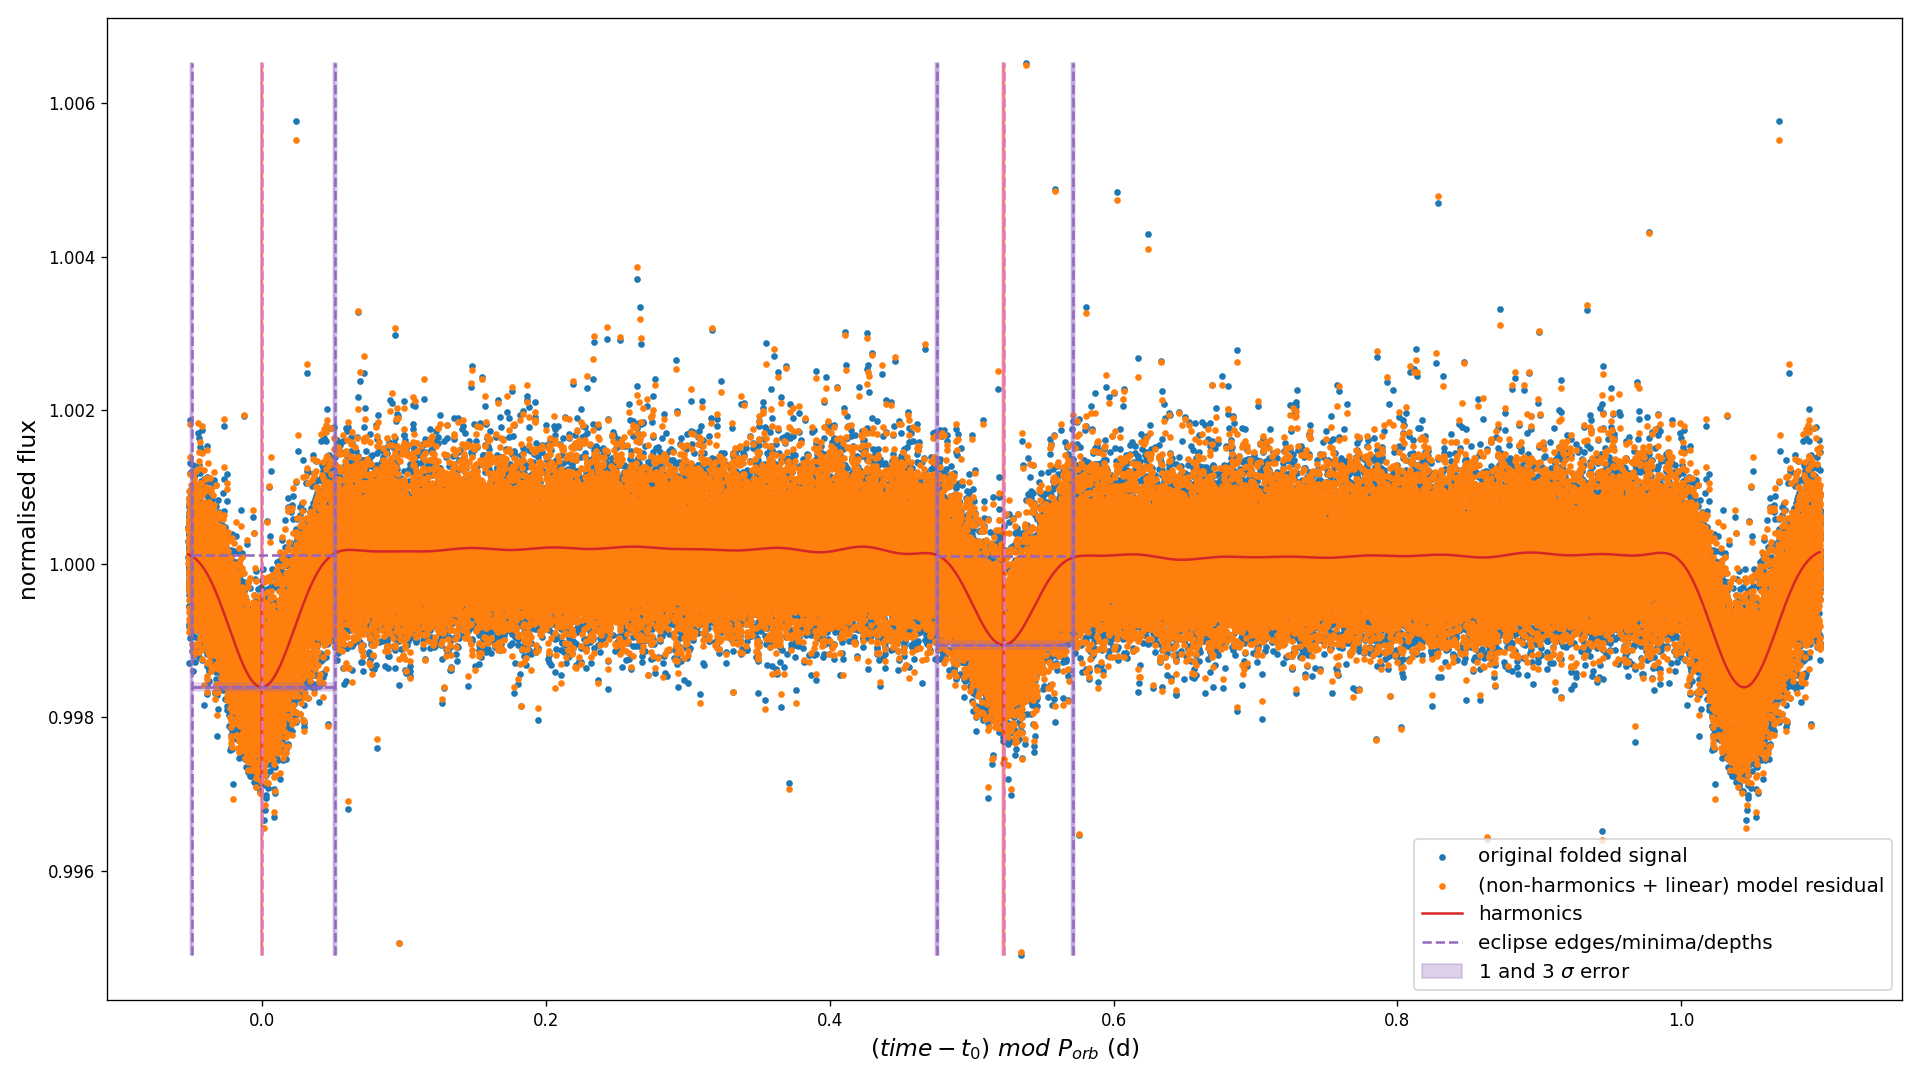 normalised flux
1.006
1.004
1.002
1.000
0.998
0.996
0.0
0.2
0.4
0.6
0.8
1.0
(time − t₀) mod Pₒᵣb (d)
original folded signal
(non-harmonics + linear) model residual
harmonics
eclipse edges/minima/depths
1 and 3 σ error